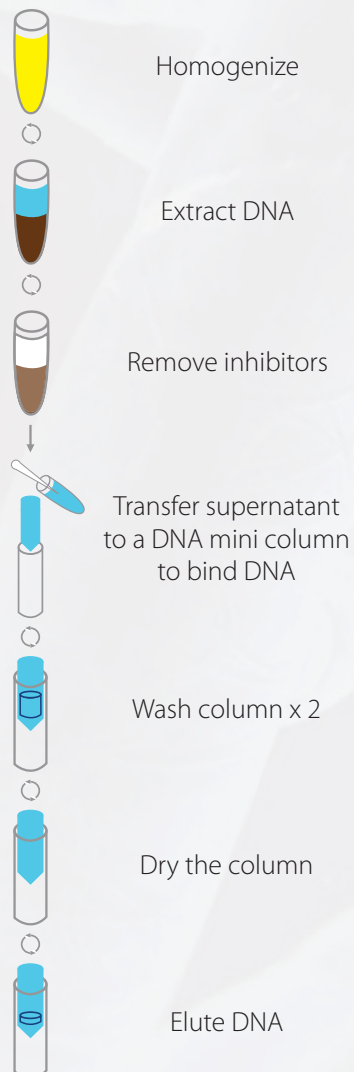 Homogenize
Extract DNA
Remove inhibitors
Transfer supernatant
to a DNA mini column
to bind DNA
Wash column x 2
Dry the column
Elute DNA